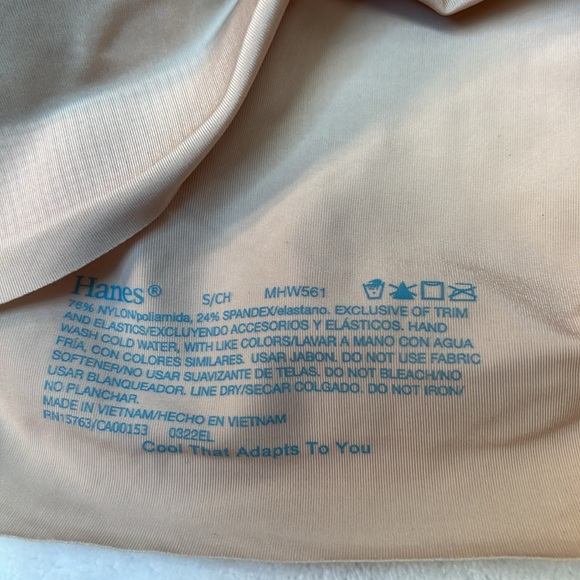 Hanes® S/CH MHW561
76% NYLON/poliamida, 24% SPANDEX/elastano. EXCLUSIVE OF TRIM
AND ELASTICS/EXCLUYENDO ACCESORIOS Y ELÁSTICOS. HAND
WASH COLD WATER, WITH LIKE COLORS/LAVAR A MANO CON AGUA
FRÍA, CON COLORES SIMILARES. USAR JABON. DO NOT USE FABRIC
SOFTENER/NO USAR SUAVIZANTE DE TELAS. DO NOT BLEACH/NO
USAR BLANQUEADOR. LINE DRY/SECAR COLGADO. DO NOT IRON/
NO PLANCHAR.
MADE IN VIETNAM/HECHO EN VIETNAM
RN15763/CA00153 0322EL
Cool That Adapts To You